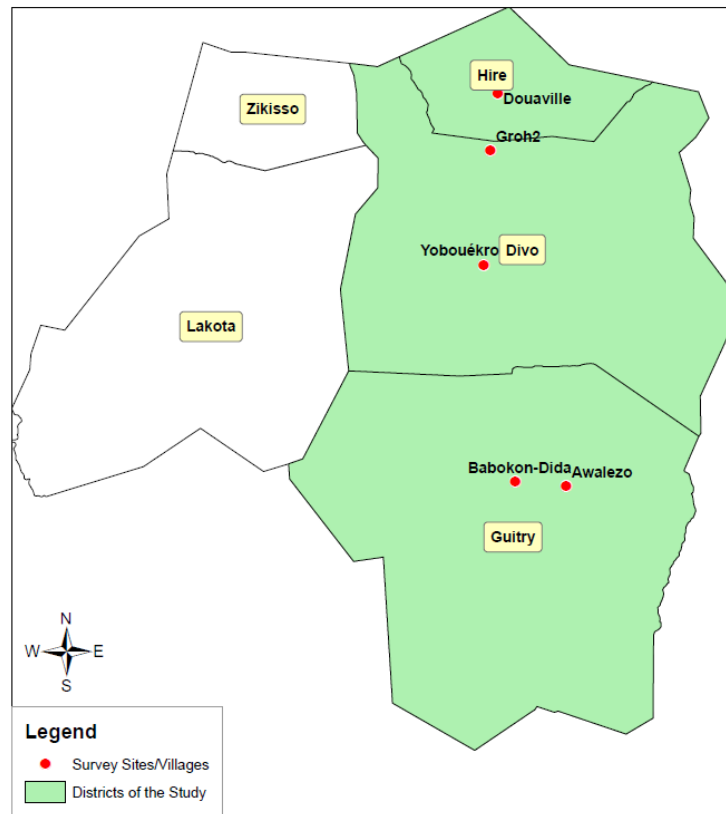 Hire
Douaville
Zikisso
Groh2
Yobouékro
Divo
Lakota
Babokon-Dida
Awalezo
Guitry
N
W
E
S
Legend
Survey Sites/Villages
Districts of the Study